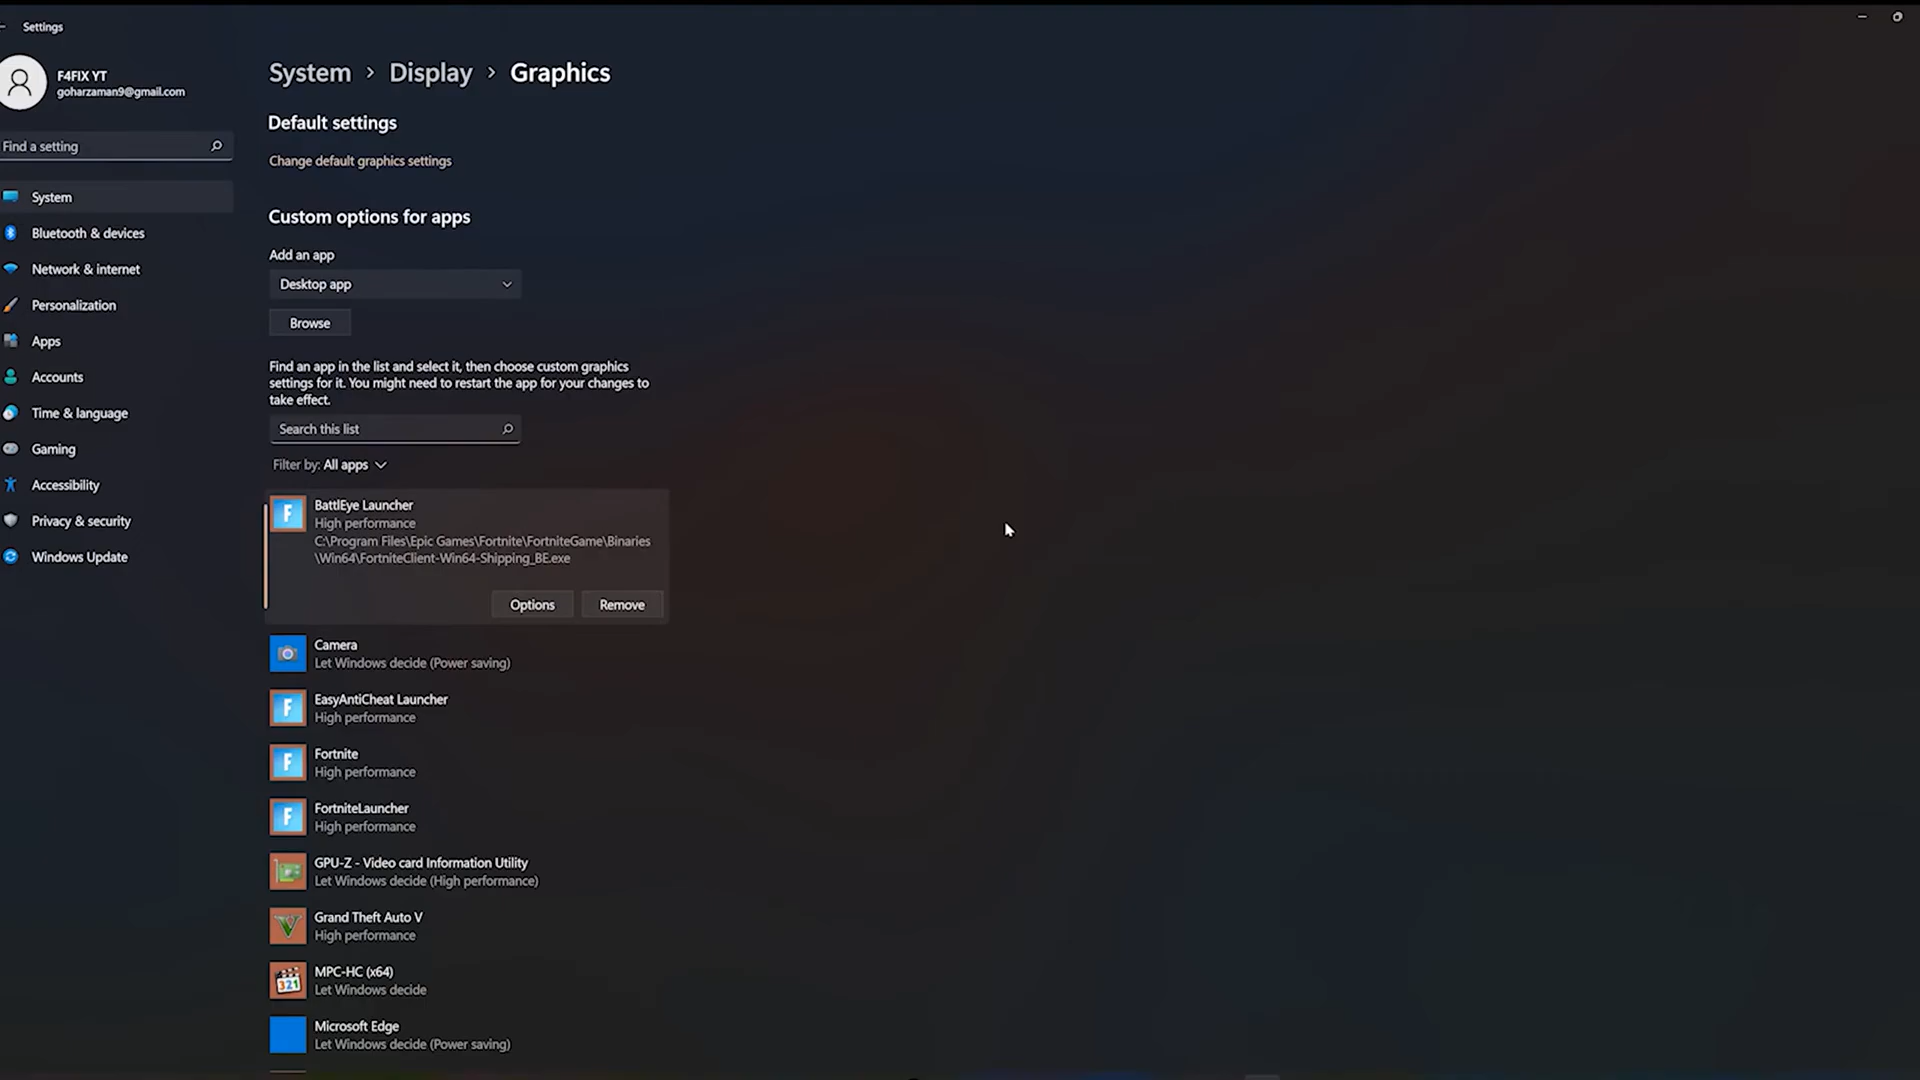 Settings
F4FIX YT
goharzaman9@gmail.com
Find a setting
System
Bluetooth & devices
Network & internet
Personalization
Apps
Accounts
Time & language
Gaming
Accessibility
Privacy & security
Windows Update
System > Display > Graphics
Default settings
Change default graphics settings
Custom options for apps
Add an app
Desktop app
Browse
Find an app in the list and select it, then choose custom graphics
settings for it. You might need to restart the app for your changes to
take effect.
Search this list
Filter by: All apps
BattlEye Launcher
High performance
C:\Program Files\Epic Games\Fortnite\FortniteGame\Binaries
\Win64\FortniteClient-Win64-Shipping_BE.exe
Options Remove
Camera
Let Windows decide (Power saving)
EasyAntiCheat Launcher
High performance
Fortnite
High performance
FortniteLauncher
High performance
GPU-Z - Video card Information Utility
Let Windows decide (High performance)
Grand Theft Auto V
High performance
MPC-HC (x64)
Let Windows decide
Microsoft Edge
Let Windows decide (Power saving)